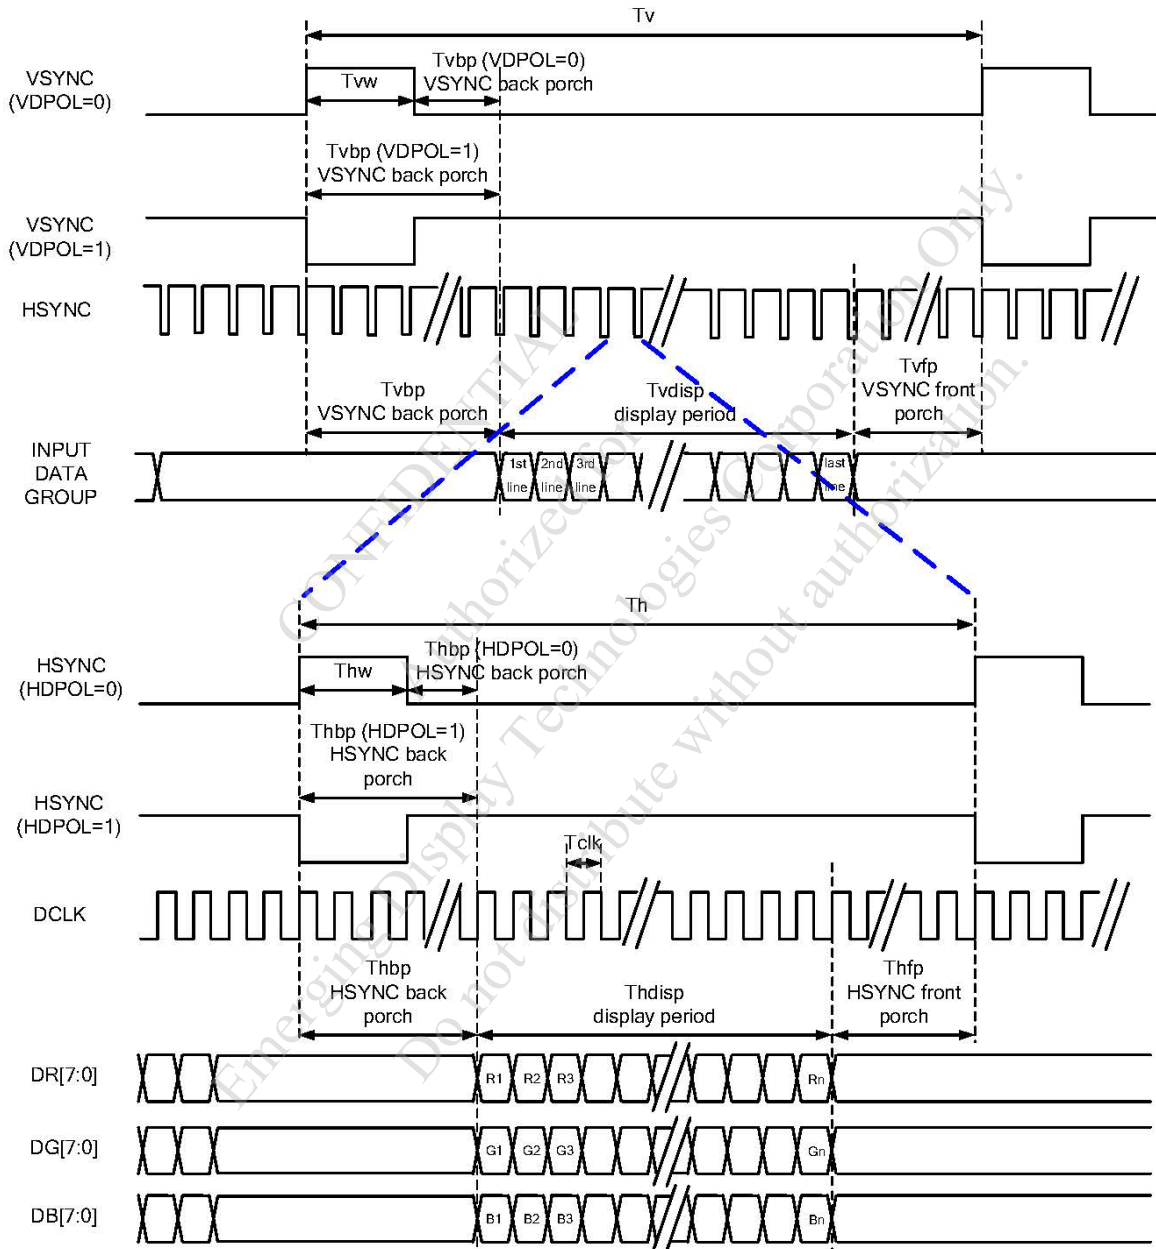 Tv
VSYNC
(VDPOL=0)
Tvw
Tvbp (VDPOL=0)
VSYNC back porch
Tvbp (VDPOL=1)
VSYNC back porch
VSYNC
(VDPOL=1)
HSYNC
Tvbp
VSYNC back porch
Tvdisp
display period
Tvfp
VSYNC front
porch
INPUT
DATA
GROUP
1st
line
2nd
line
3rd
line
last
line
Th
HSYNC
(HDPOL=0)
Thw
Thbp (HDPOL=0)
HSYNC back porch
Thbp (HDPOL=1)
HSYNC back
porch
HSYNC
(HDPOL=1)
Tclk
DCLK
Thbp
HSYNC back
porch
Thdisp
display period
Thfp
HSYNC front
porch
DR[7:0]
R1 R2 R3 Rn
DG[7:0]
G1 G2 G3 Gn
DB[7:0]
B1 B2 B3 Bn
CONFIDENTIAL
Authorized for
Emerging Display Technologies Corporation Only.
Do not distribute without authorization.